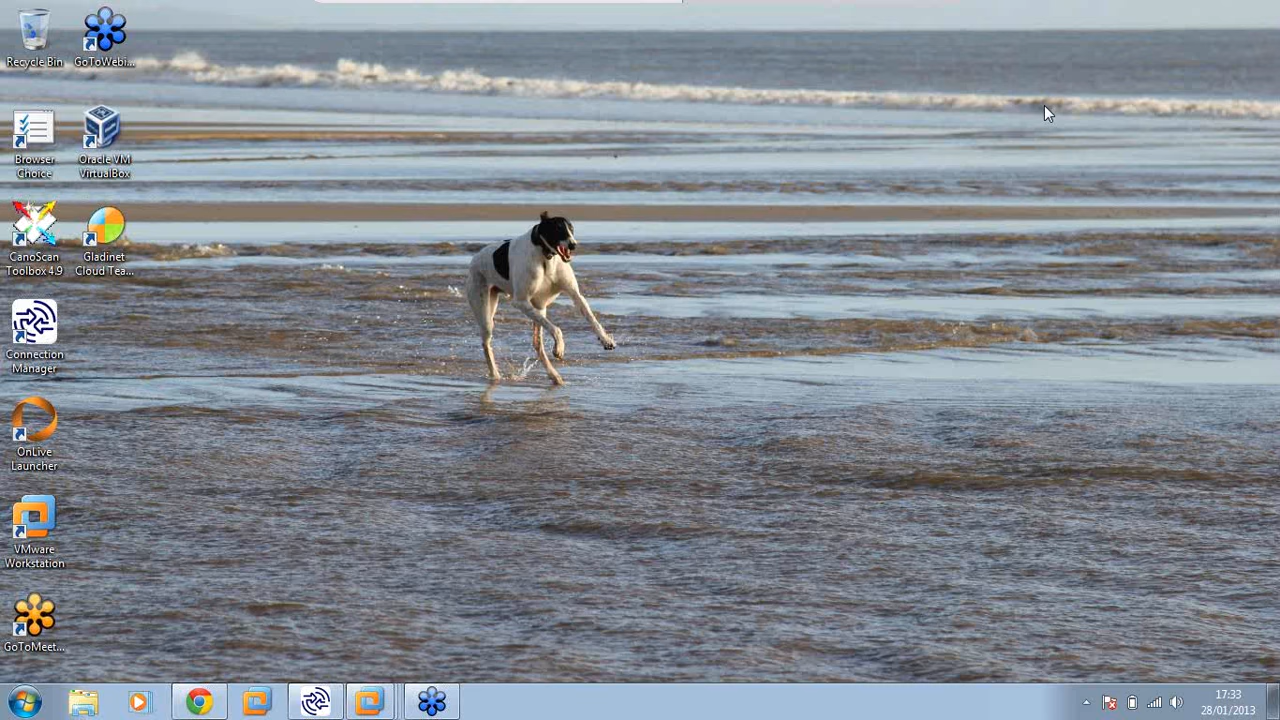 Recycle Bin
GoToWebi...
Browser
Choice
Oracle VM
VirtualBox
CanoScan
Toolbox 4.9
Gladinet
Cloud Tea...
Connection
Manager
OnLive
Launcher
VMware
Workstation
GoToMeet...
17:33
28/01/2013